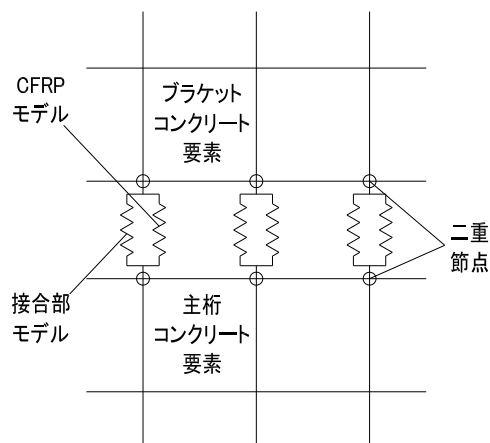 CFRP
モデル
ブラケット
コンクリート
要素
二重
節点
接合部
モデル
主桁
コンクリート
要素